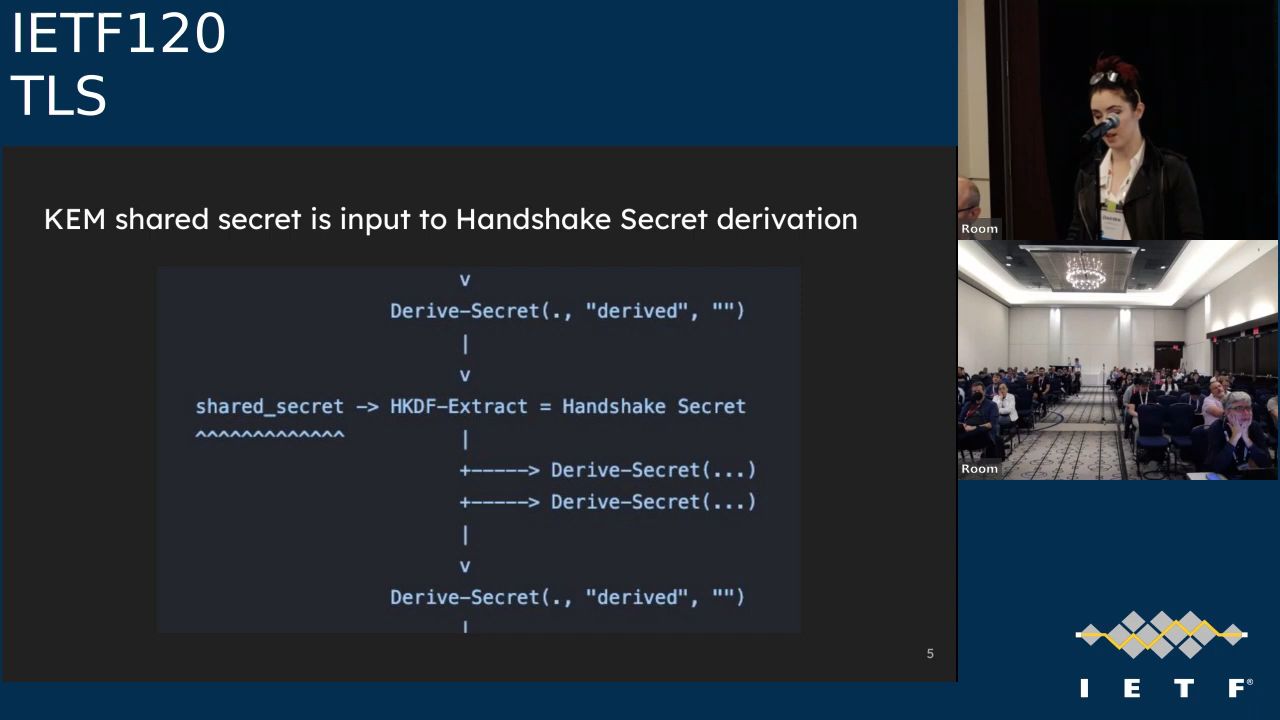 IETF120
TLS
KEM shared secret is input to Handshake Secret derivation
v
Derive-Secret(., "derived", "")
|
v
shared_secret -> HKDF-Extract = Handshake Secret
^^^^^^^^^^^^^ |
+-----> Derive-Secret(...)
+-----> Derive-Secret(...)
|
v
Derive-Secret(., "derived", "")
|
5
Room
Room
I E T F®